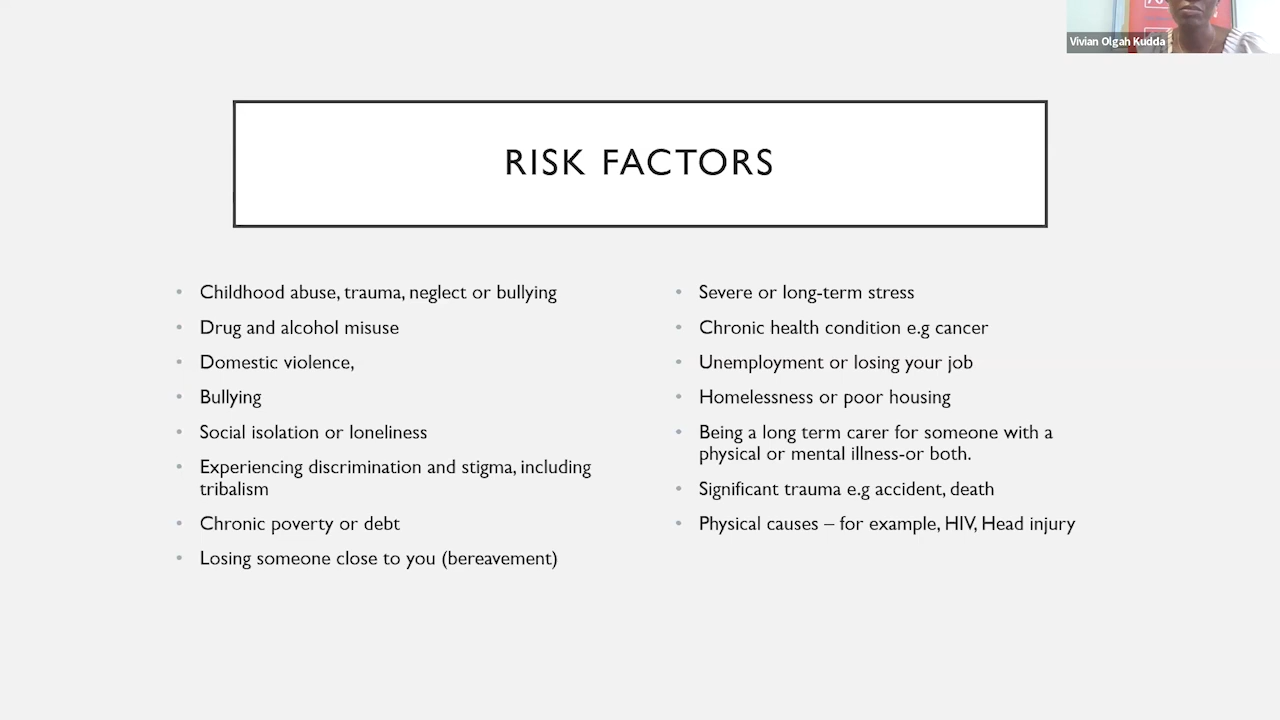 Vivian Olgah Kudda
RISK FACTORS
Childhood abuse, trauma, neglect or bullying
Drug and alcohol misuse
Domestic violence,
Bullying
Social isolation or loneliness
Experiencing discrimination and stigma, including
tribalism
Chronic poverty or debt
Losing someone close to you (bereavement)
Severe or long-term stress
Chronic health condition e.g cancer
Unemployment or losing your job
Homelessness or poor housing
Being a long term carer for someone with a
physical or mental illness-or both.
Significant trauma e.g accident, death
Physical causes – for example, HIV, Head injury